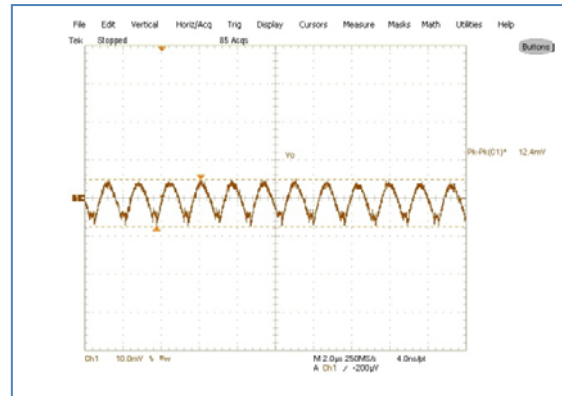 File Edit Vertical Horiz/Acq Trig Display Cursors Measure Masks Math Utilities Help
Tek Stopped 85 Acqs
Buttons
Vo
Pk-Pk(C1)* 12.4mV
Ch1 10.0mV
M 2.0µs 250MS/s 4.0ns/pt
A Ch1 / -200µV